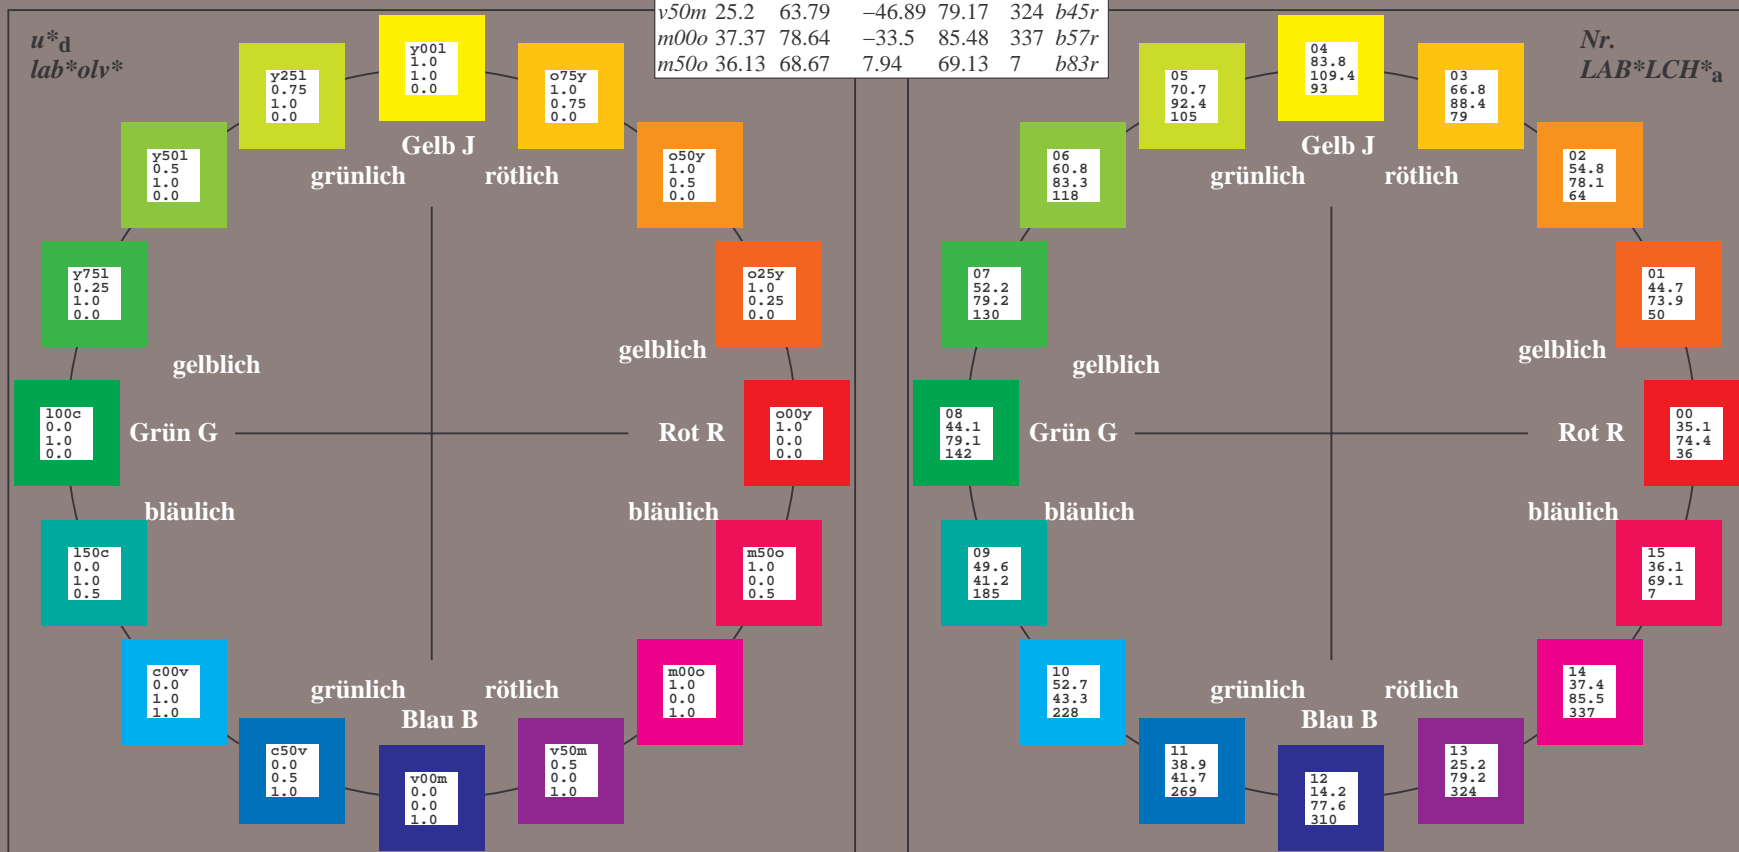 v50m 25.2 63.79 −46.89 79.17 324 b45r
m00o 37.37 78.64 −33.5 85.48 337 b57r
m50o 36.13 68.67 7.94 69.13 7 b83r
u*d
lab*olv*
y00l
1.0
1.0
0.0
y25l
0.75
1.0
0.0
o75y
1.0
0.75
0.0
y50l
0.5
1.0
0.0
o50y
1.0
0.5
0.0
Gelb J
grünlich rötlich
y75l
0.25
1.0
0.0
o25y
1.0
0.25
0.0
gelblich
gelblich
l00c
0.0
1.0
0.0
Grün G
Rot R
o00y
1.0
0.0
0.0
bläulich
bläulich
l50c
0.0
1.0
0.5
m50o
1.0
0.0
0.5
c00v
0.0
1.0
1.0
m00o
1.0
0.0
1.0
grünlich rötlich
Blau B
c50v
0.0
0.5
1.0
v00m
0.0
0.0
1.0
v50m
0.5
0.0
1.0
Nr.
LAB*LCH*a
04
83.8
109.4
93
05
70.7
92.4
105
03
66.8
88.4
79
06
60.8
83.3
118
02
54.8
78.1
64
Gelb J
grünlich rötlich
07
52.2
79.2
130
01
44.7
73.9
50
gelblich
gelblich
08
44.1
79.1
142
Grün G
Rot R
00
35.1
74.4
36
bläulich
bläulich
09
49.6
41.2
185
15
36.1
69.1
7
10
52.7
43.3
228
14
37.4
85.5
337
grünlich rötlich
Blau B
11
38.9
41.7
269
12
14.2
77.6
310
13
25.2
79.2
324